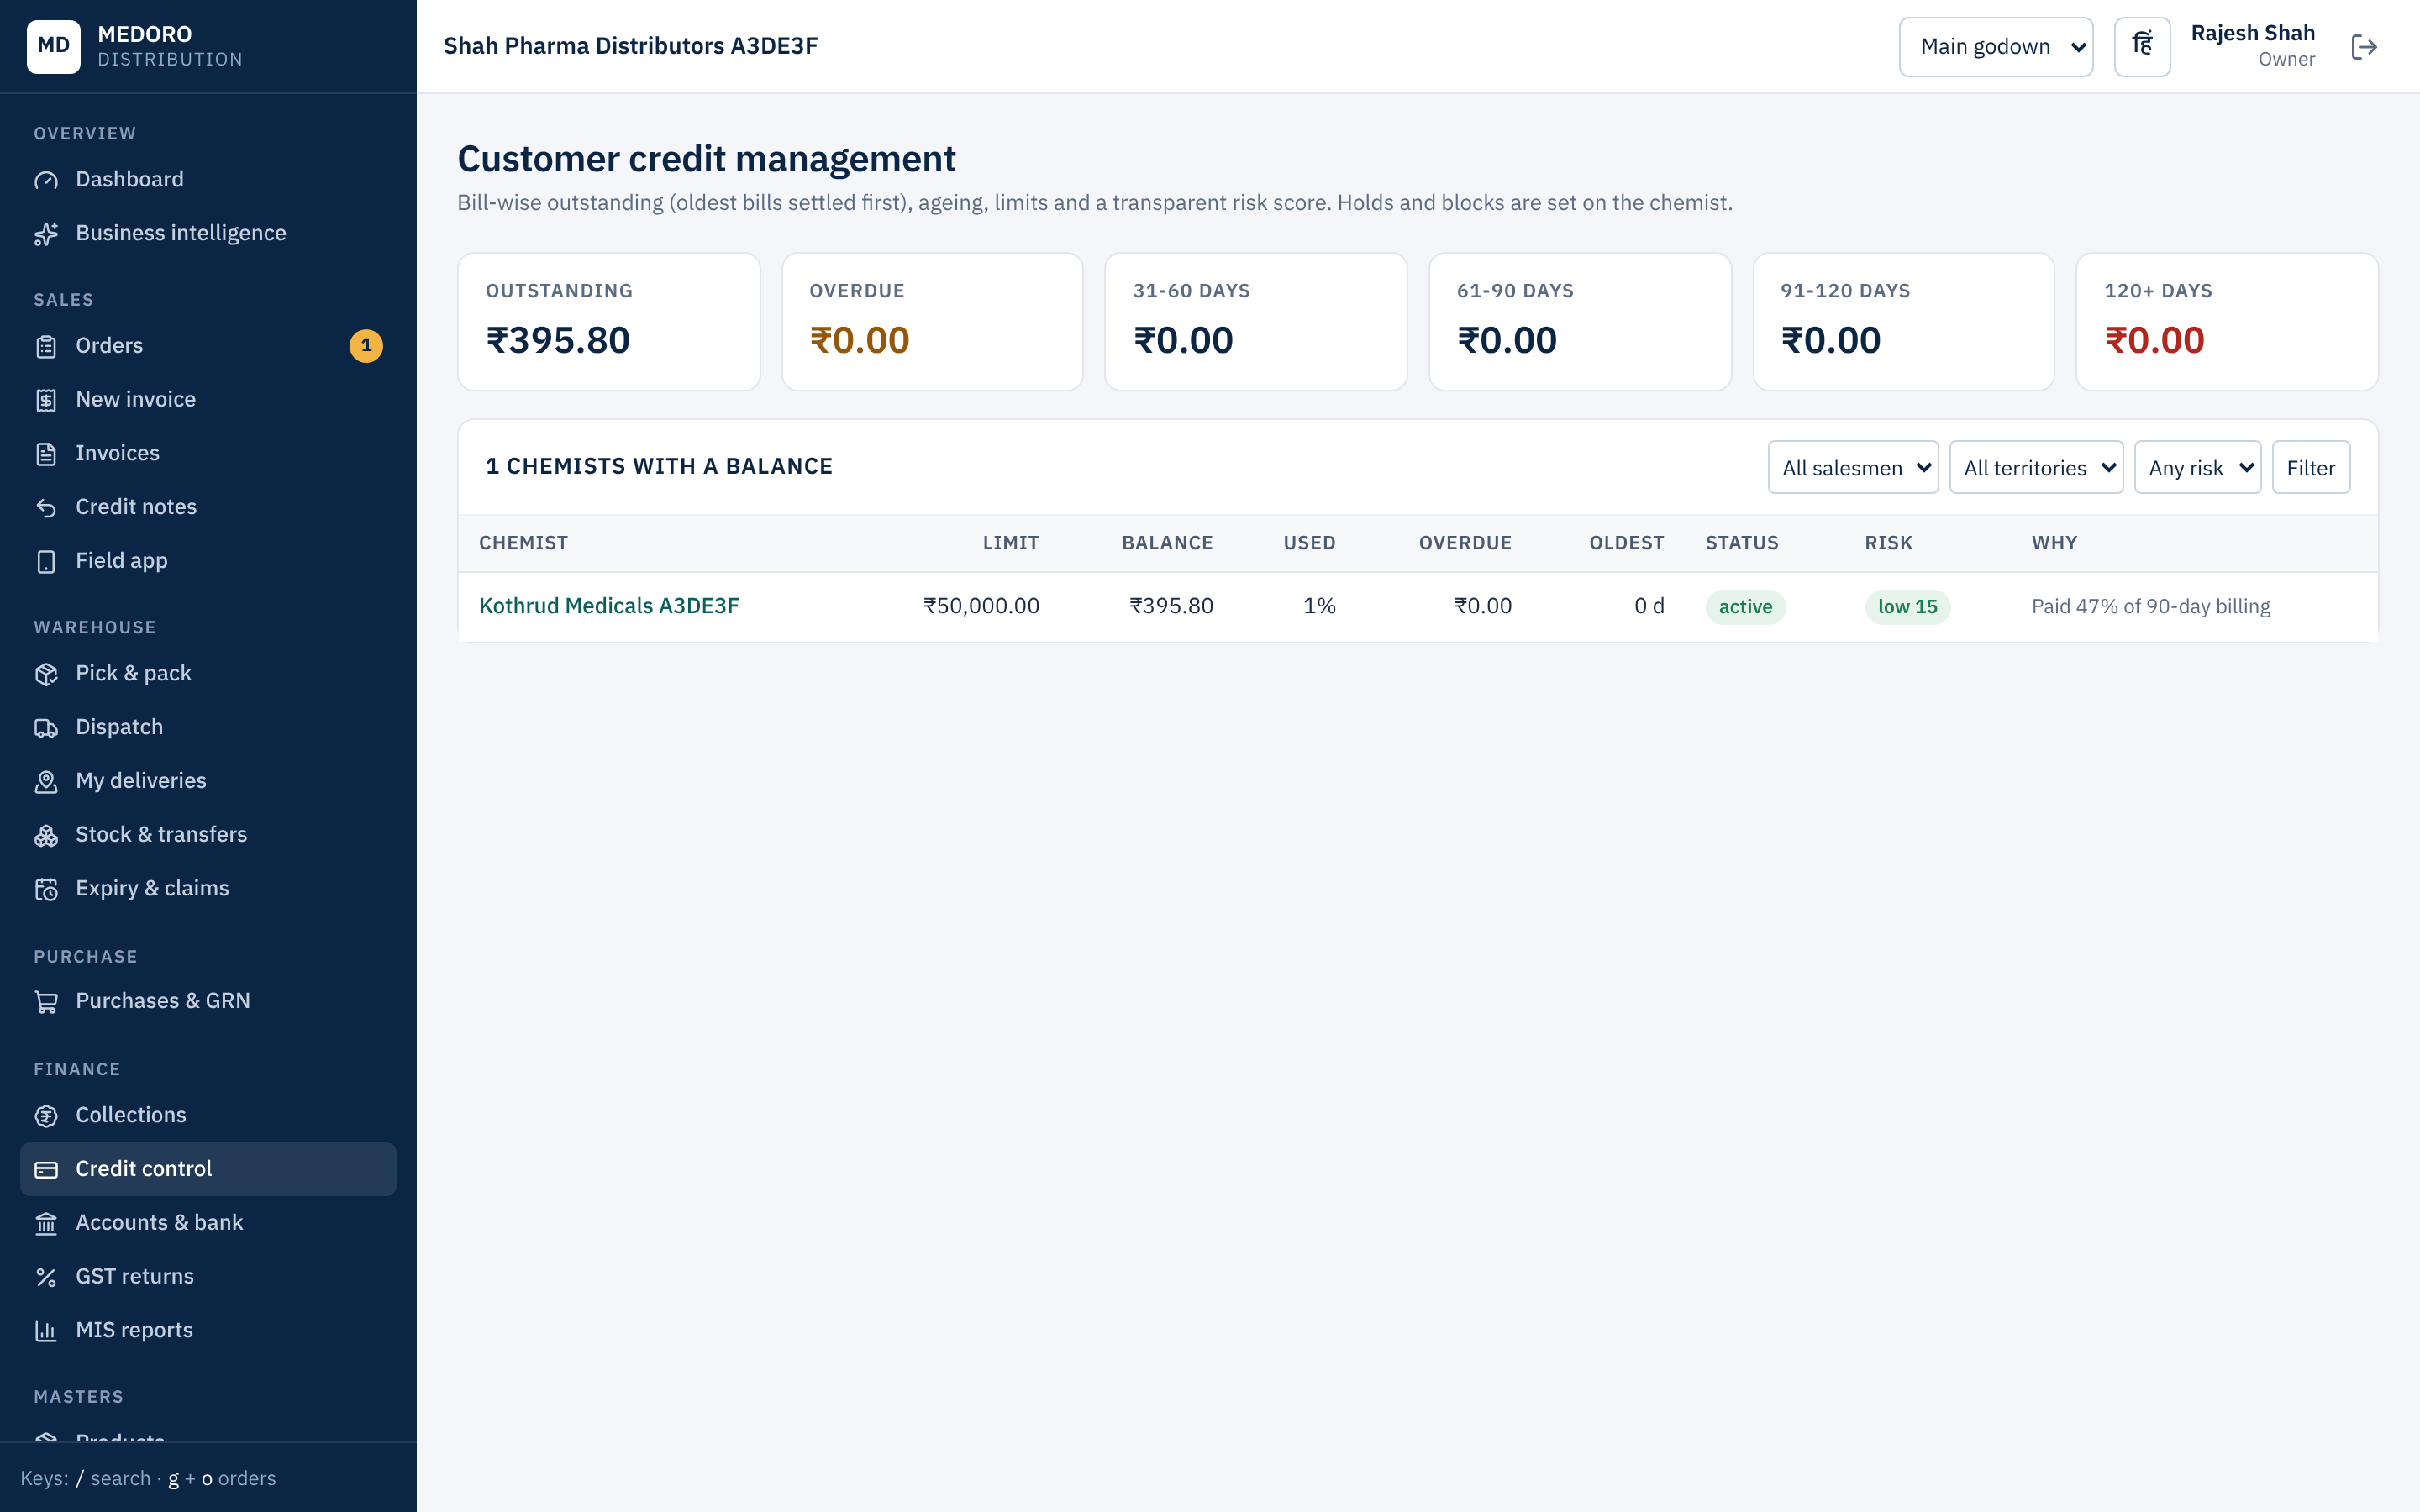 MD
MEDORO
DISTRIBUTION
OVERVIEW
Dashboard
Business intelligence
SALES
Orders 1
New invoice
Invoices
Credit notes
Field app
WAREHOUSE
Pick & pack
Dispatch
My deliveries
Stock & transfers
Expiry & claims
PURCHASE
Purchases & GRN
FINANCE
Collections
Credit control
Accounts & bank
GST returns
MIS reports
MASTERS
Products
Keys: / search · g + o orders
Shah Pharma Distributors A3DE3F
Main godown
हिं
Rajesh Shah
Owner
Customer credit management
Bill-wise outstanding (oldest bills settled first), ageing, limits and a transparent risk score. Holds and blocks are set on the chemist.
OUTSTANDING OVERDUE 31-60 DAYS 61-90 DAYS 91-120 DAYS 120+ DAYS
₹395.80 ₹0.00 ₹0.00 ₹0.00 ₹0.00 ₹0.00
1 CHEMISTS WITH A BALANCE All salesmen All territories Any risk Filter
CHEMIST LIMIT BALANCE USED OVERDUE OLDEST STATUS RISK WHY
Kothrud Medicals A3DE3F ₹50,000.00 ₹395.80 1% ₹0.00 0 d active low 15 Paid 47% of 90-day billing